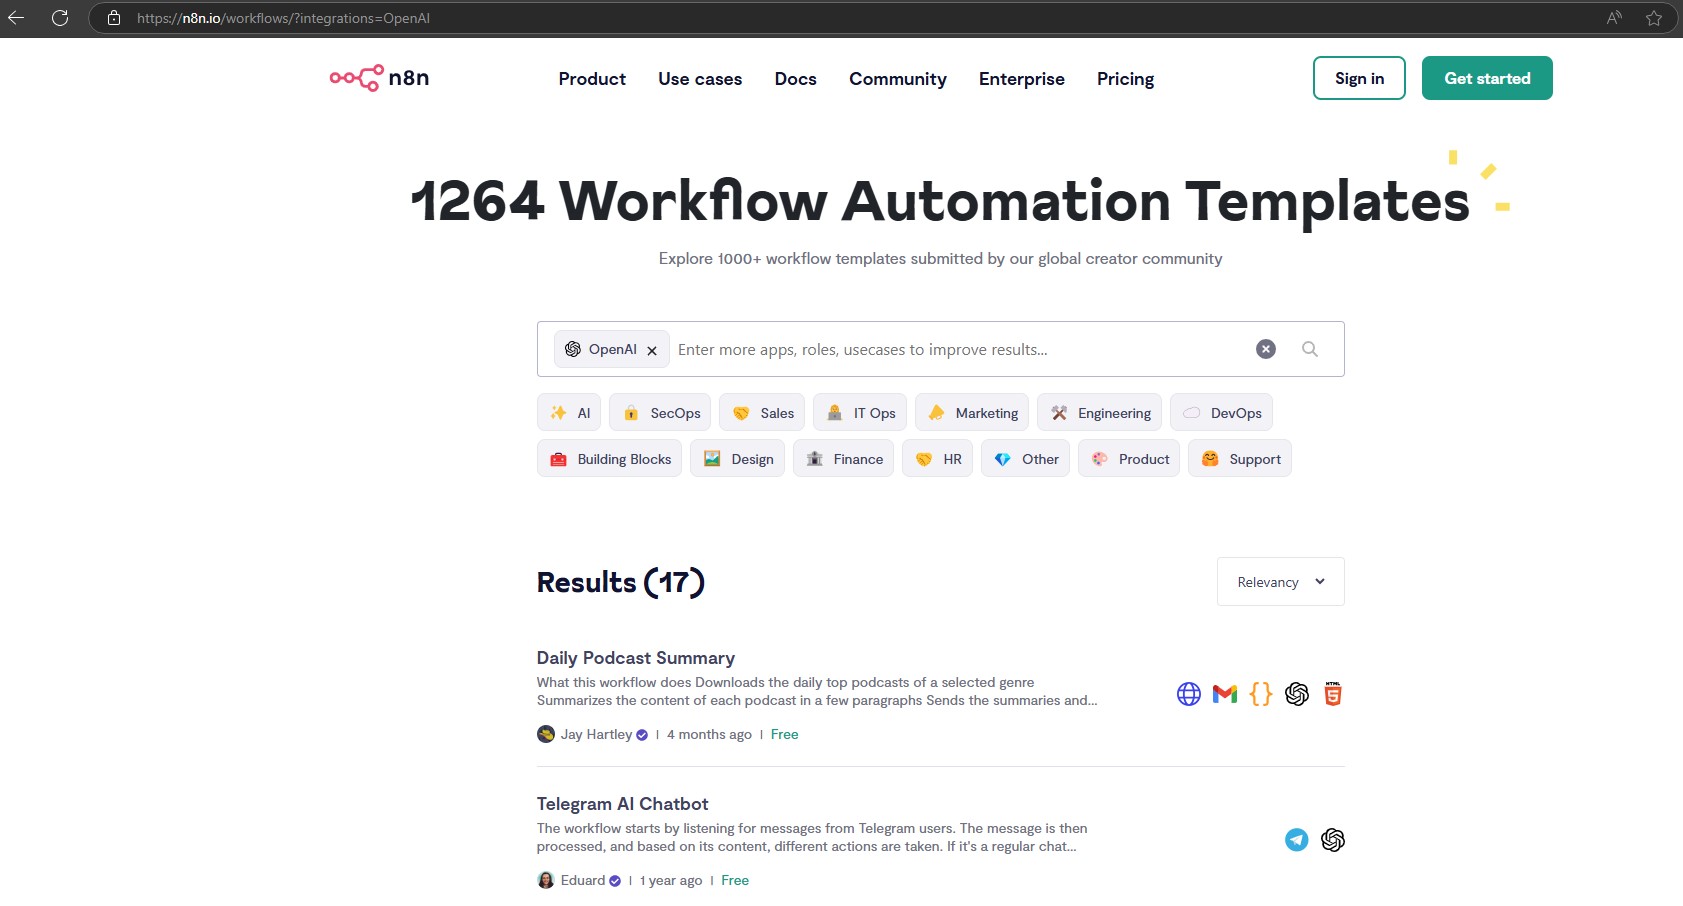 https://n8n.io/workflows/?integrations=OpenAI
n8n
Product Use cases Docs Community Enterprise Pricing
Sign in Get started
1264 Workflow Automation Templates
Explore 1000+ workflow templates submitted by our global creator community
OpenAI Enter more apps, roles, usecases to improve results...
AI SecOps Sales IT Ops Marketing Engineering DevOps
Building Blocks Design Finance HR Other Product Support
Results (17) Relevancy
Daily Podcast Summary
What this workflow does Downloads the daily top podcasts of a selected genre
Summarizes the content of each podcast in a few paragraphs Sends the summaries and...
HTML 5
Jay Hartley | 4 months ago | Free
Telegram AI Chatbot
The workflow starts by listening for messages from Telegram users. The message is then
processed, and based on its content, different actions are taken. If it's a regular chat...
Eduard | 1 year ago | Free